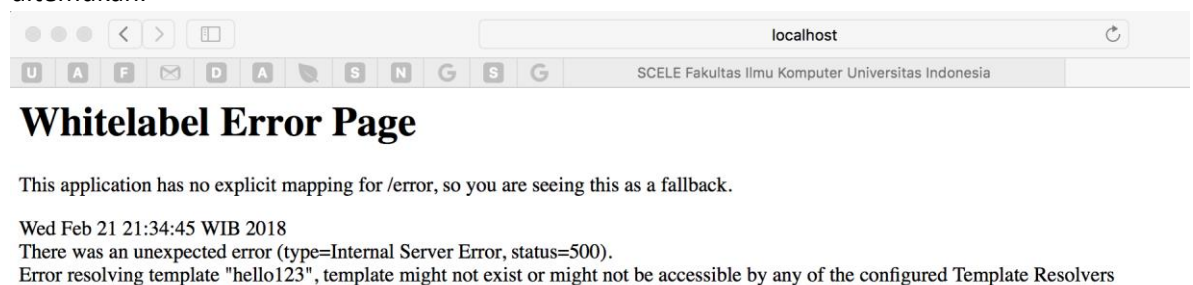 localhost
U A F D A S N G S G SCELE Fakultas Ilmu Komputer Universitas Indonesia
Whitelabel Error Page
This application has no explicit mapping for /error, so you are seeing this as a fallback.
Wed Feb 21 21:34:45 WIB 2018
There was an unexpected error (type=Internal Server Error, status=500).
Error resolving template "hello123", template might not exist or might not be accessible by any of the configured Template Resolvers